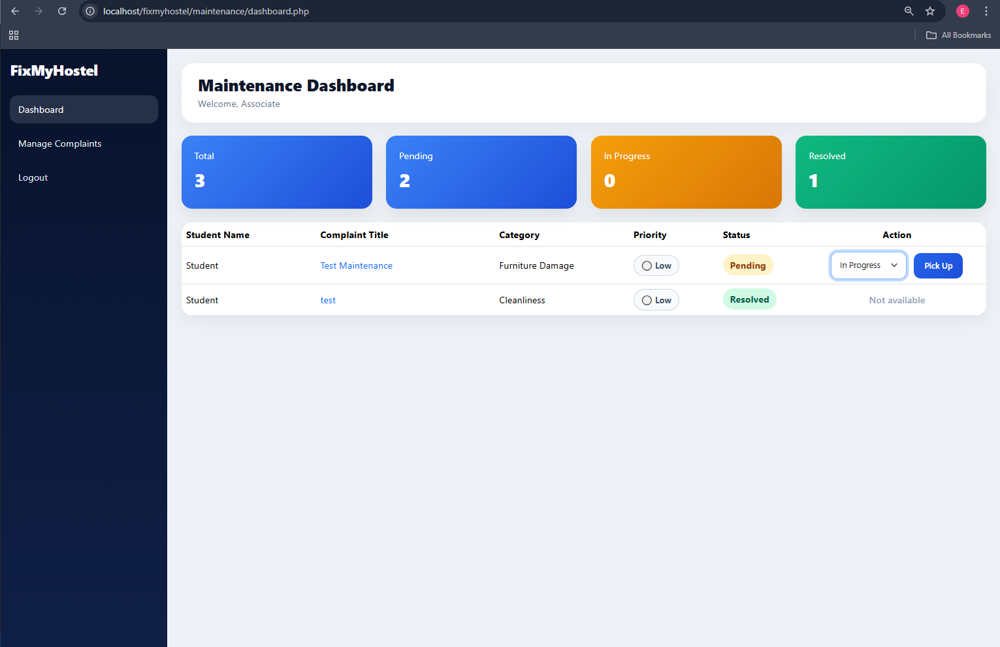 localhost/fixmyhostel/maintenance/dashboard.php
E
All Bookmarks
FixMyHostel
Dashboard
Manage Complaints
Logout
Maintenance Dashboard
Welcome, Associate
Total
3
Pending
2
In Progress
0
Resolved
1
Student Name Complaint Title Category Priority Status Action
Student Test Maintenance Furniture Damage Low Pending In Progress Pick Up
Student test Cleanliness Low Resolved Not available